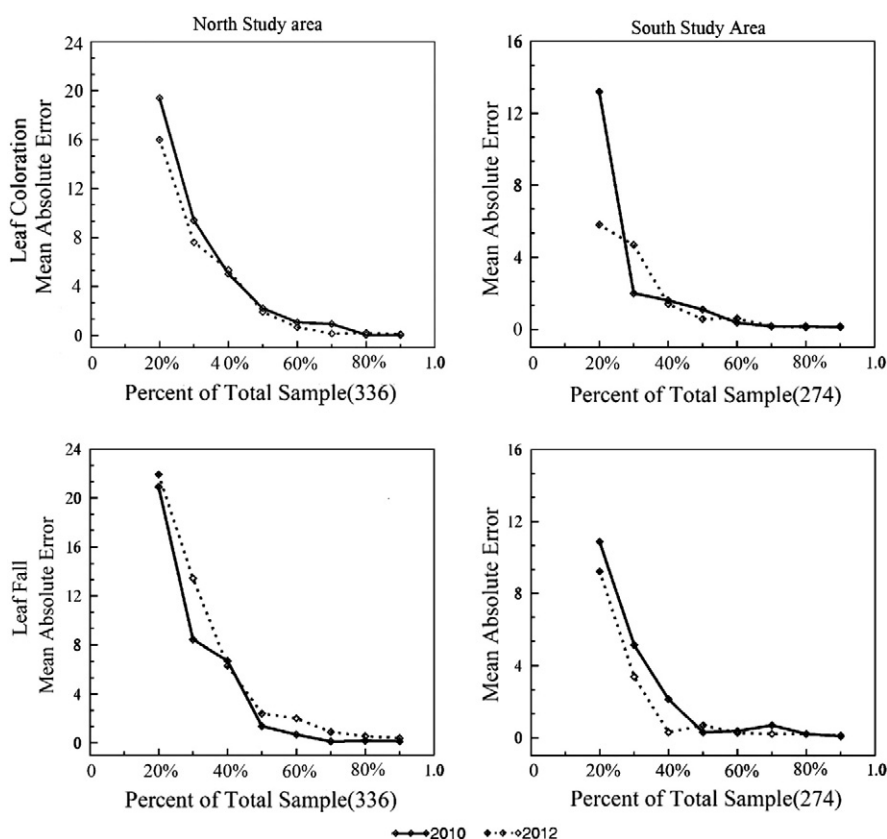 North Study area
24
20
16
12
8
4
0
Leaf Coloration
Mean Absolute Error
0 20% 40% 60% 80% 1.0
Percent of Total Sample(336)
South Study Area
16
12
8
4
0
Mean Absolute Error
0 20% 40% 60% 80% 1.0
Percent of Total Sample(274)
24
20
16
12
8
4
0
Leaf Fall
Mean Absolute Error
0 20% 40% 60% 80% 1.0
Percent of Total Sample(336)
16
12
8
4
0
Mean Absolute Error
0 20% 40% 60% 80% 1.0
Percent of Total Sample(274)
2010 2012